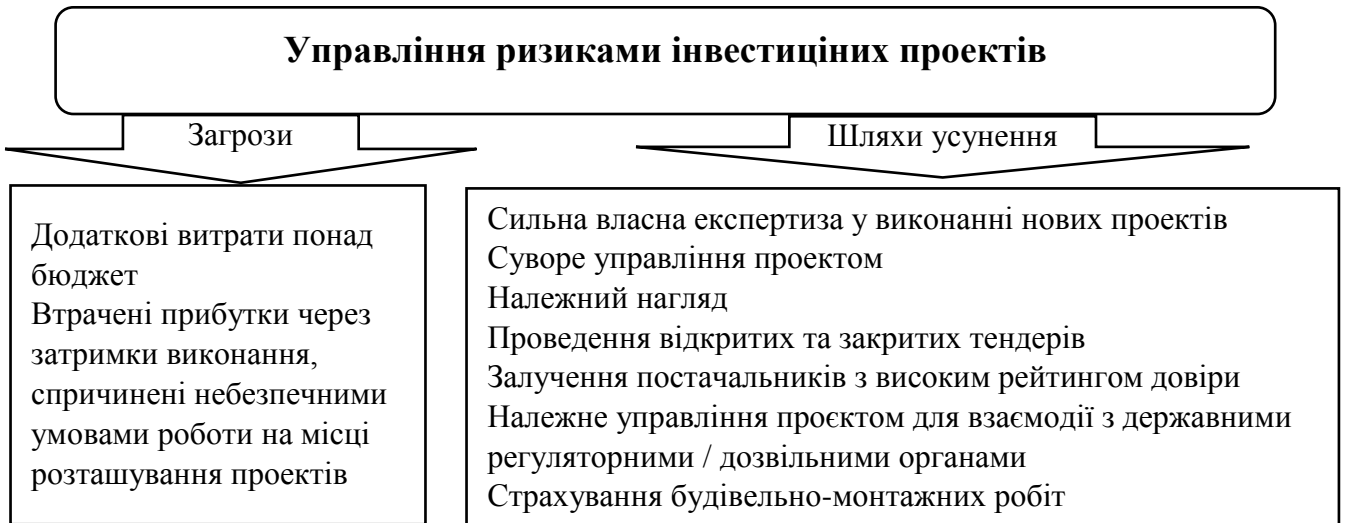 Управління ризиками інвестиціних проектів
Загрози
Шляхи усунення
Додаткові витрати понад
бюджет
Втрачені прибутки через
затримки виконання,
спричинені небезпечними
умовами роботи на місці
розташування проектів
Сильна власна експертиза у виконанні нових проектів
Суворе управління проектом
Належний нагляд
Проведення відкритих та закритих тендерів
Залучення постачальників з високим рейтингом довіри
Належне управління проєктом для взаємодії з державними
регуляторними / дозвільними органами
Страхування будівельно-монтажних робіт